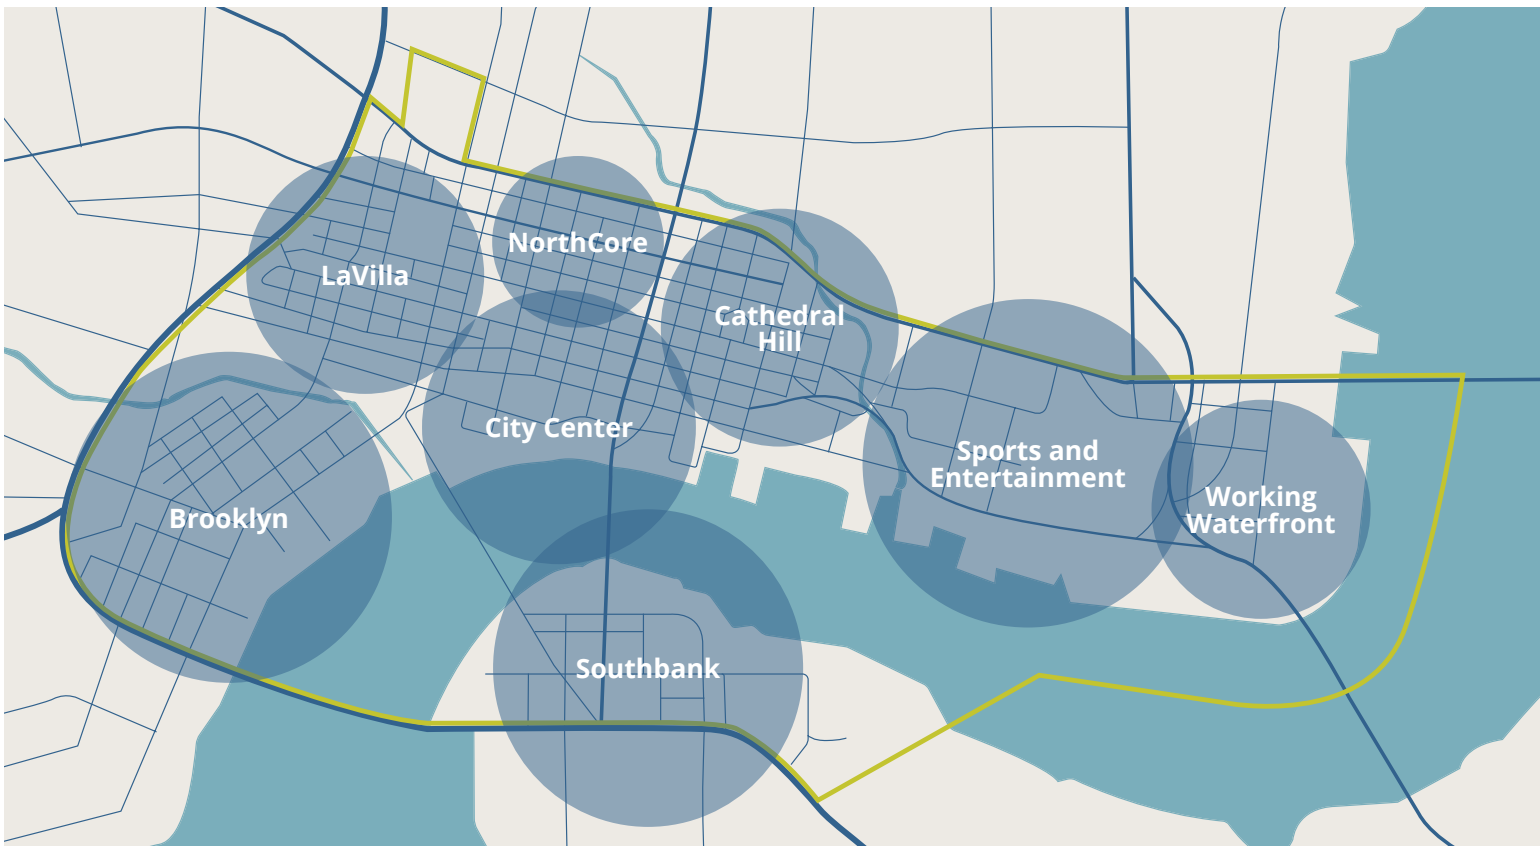 NorthCore
LaVilla
Cathedral
Hill
City Center
Sports and
Entertainment
Working
Waterfront
Brooklyn
Southbank